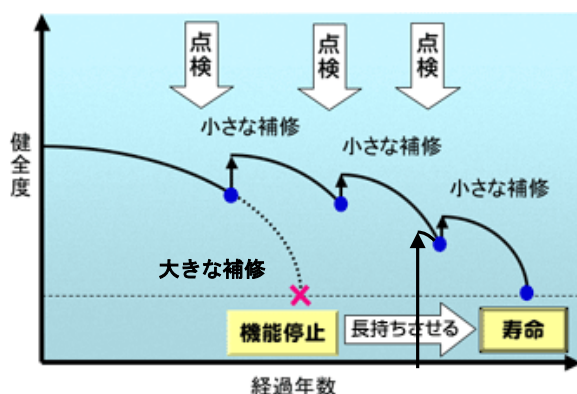 点検
点検
点検
小さな補修
小さな補修
小さな補修
健全度
大きな補修
機能停止
長持ちさせる
寿命
経過年数